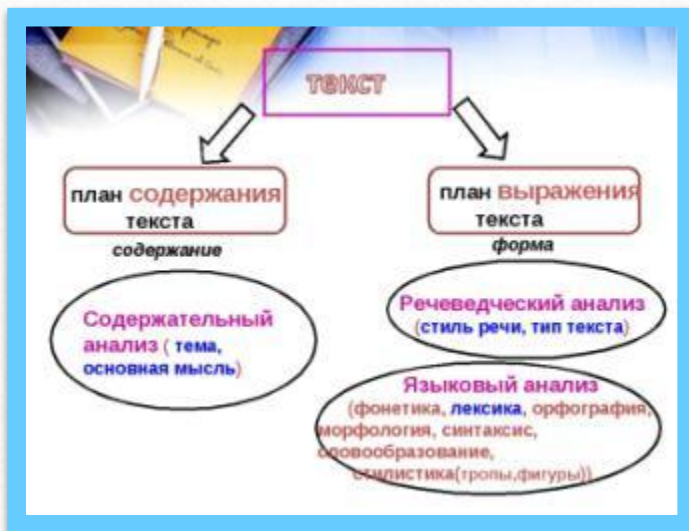 текст
план содержания
текста
содержание
Содержательный
анализ ( тема,
основная мысль)
план выражения
текста
форма
Речеведческий анализ
(стиль речи, тип текста)
Языковый анализ
(фонетика, лексика, орфография,
морфология, синтаксис,
словообразование,
стилистика(тропы,фигуры))